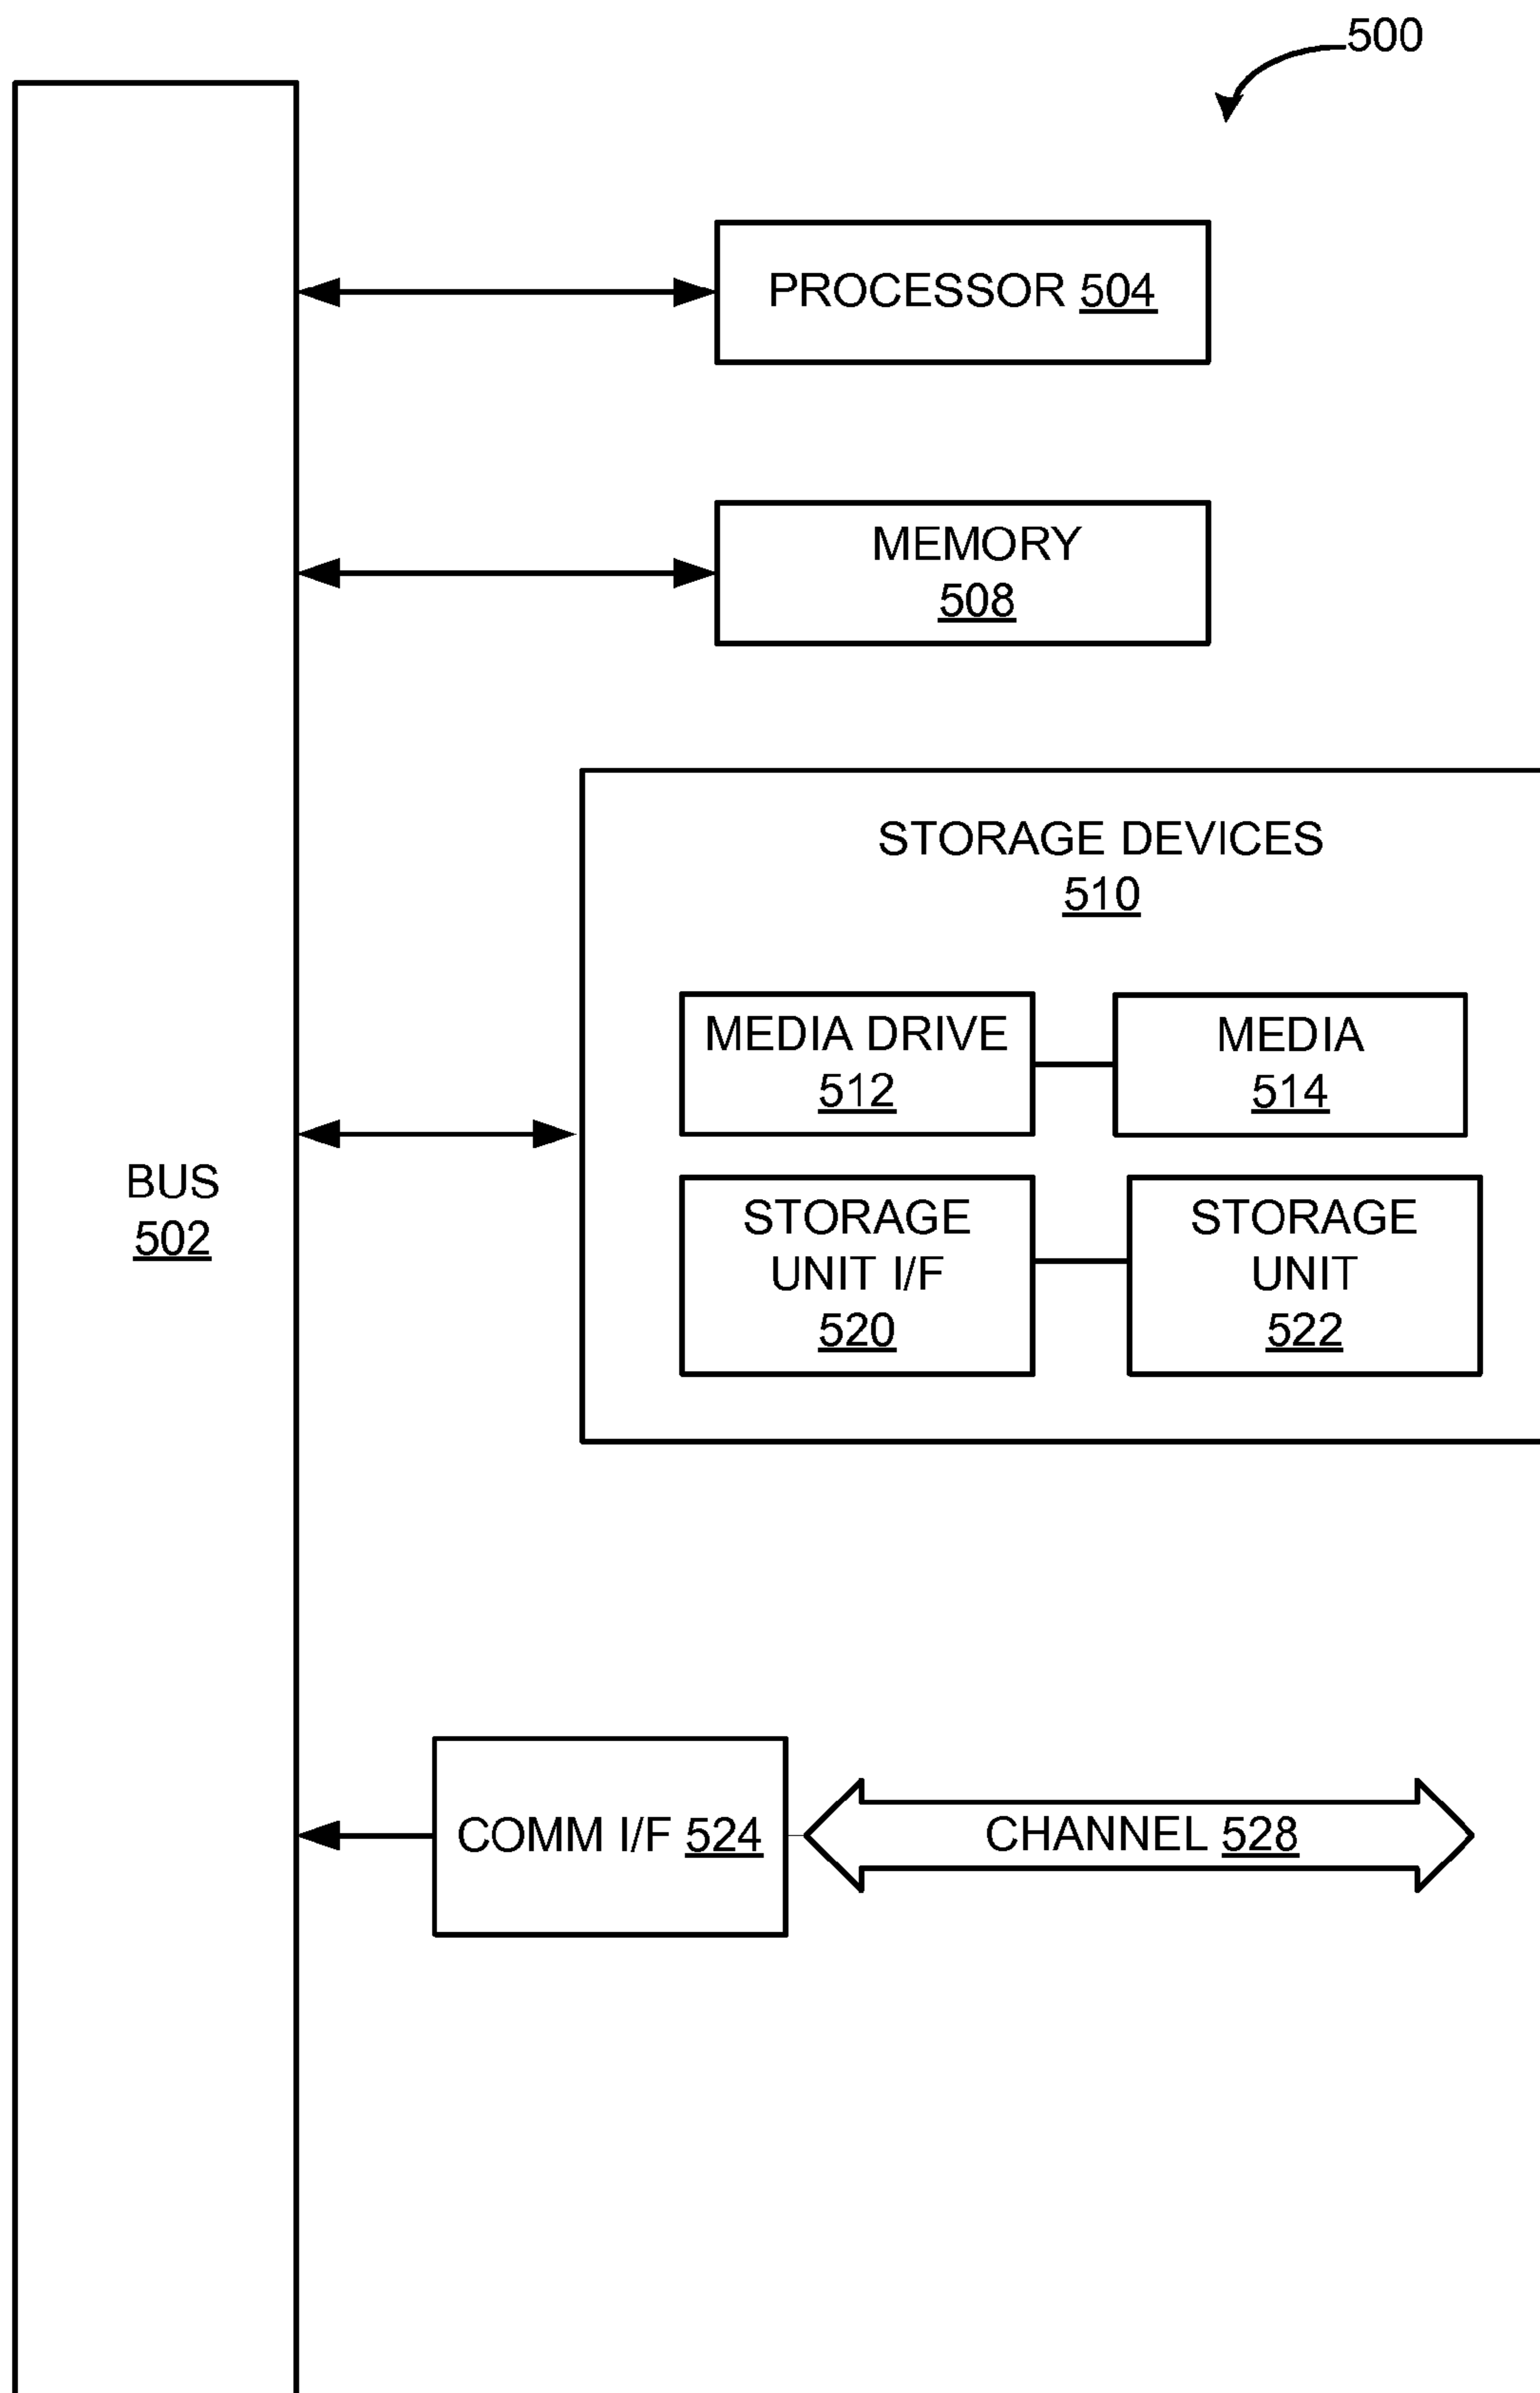 500
PROCESSOR 504
MEMORY
508
STORAGE DEVICES
510
MEDIA DRIVE
512
MEDIA
514
BUS
502
STORAGE
UNIT I/F
520
STORAGE
UNIT
522
COMM I/F 524
CHANNEL 528